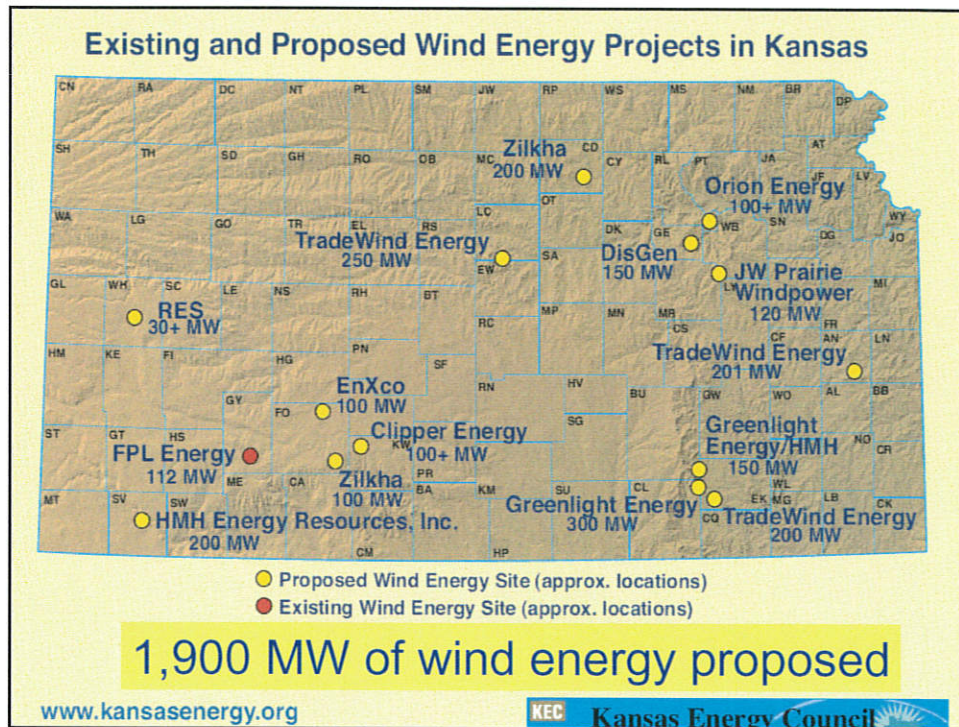 Existing and Proposed Wind Energy Projects in Kansas
CN RA DC NT PL SM JW RP WS MS NM BR DP
SH TH SD GH RO OB MC CD CY RL PT JA AT
Zilkha
200 MW
JF LV
Orion Energy
100+ MW
WA LG GO TR EL RS LC OT DK GE WB SN DG WY JO
TradeWind Energy
250 MW
EW SA
DisGen
150 MW
JW Prairie
Windpower
120 MW
LY
GL WH SC LE NS RH BT MP MN MR MI
RES
30+ MW
RC CS CF FR AN LN
TradeWind Energy
201 MW
HM KE FI HG PN SF RN HV BU GW WO AL BB
GY FO
EnXco
100 MW
SG
Clipper Energy
100+ MW
KW
Greenlight
Energy/HMH
150 MW
NO CR
ST GT HS
FPL Energy
112 MW
ME CA
Zilkha
100 MW
PR BA KM SU CL EK WL MG LB CK
Greenlight Energy
300 MW
CQ
TradeWind Energy
200 MW
MT SV SW
HMH Energy Resources, Inc.
200 MW
CM HP
Proposed Wind Energy Site (approx. locations)
Existing Wind Energy Site (approx. locations)
1,900 MW of wind energy proposed
www.kansasenergy.org
KEC Kansas Energy Council